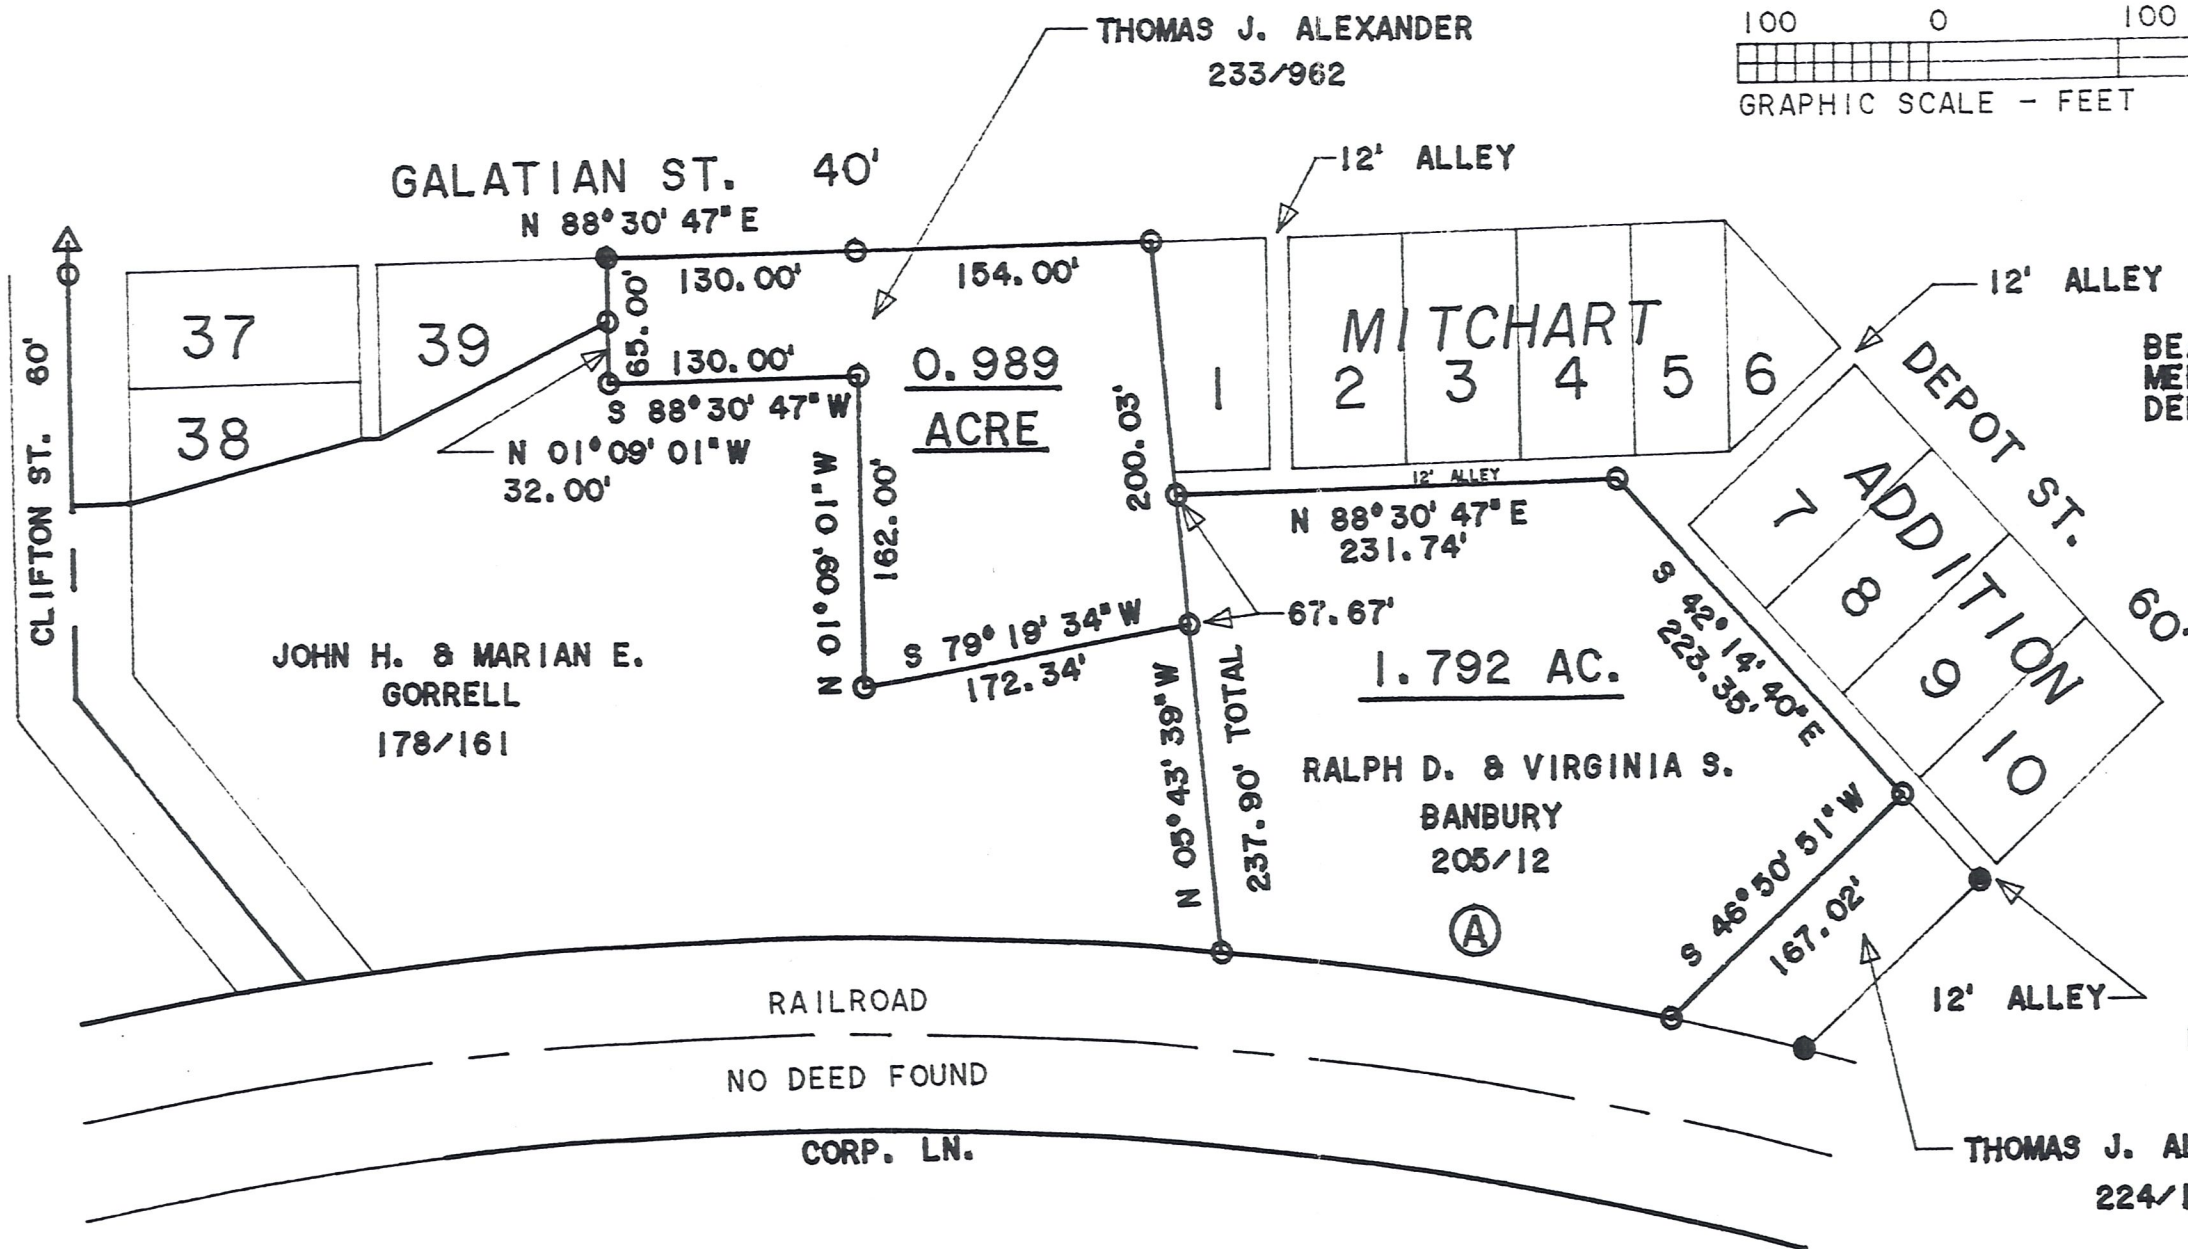 THOMAS J. ALEXANDER
233/962
100 0 100
GRAPHIC SCALE - FEET
GALATIAN ST. 40'
N 88° 30' 47" E
12' ALLEY
130.00'
154.00'
65.00'
12' ALLEY
37
39
38
130.00'
S 88° 30' 47" W
0.989
ACRE
N 01° 09' 01" W
32.00'
N 01° 09' 01" W
162.00'
200.03'
MITCHART
1
2
3
4
5
6
12' ALLEY
N 88° 30' 47" E
231.74'
DEPOT ST. 60'
ADDITION
7
8
9
10
CLIFTON ST. 60'
JOHN H. & MARIAN E.
GORRELL
178/161
S 79° 19' 34" W
172.34'
67.67'
N 05° 43' 39" W
237.90' TOTAL
1.792 AC.
S 42° 14' 40" E
223.35'
RALPH D. & VIRGINIA S.
BANBURY
205/12
A
S 46° 50' 51" W
167.02'
12' ALLEY
RAILROAD
NO DEED FOUND
CORP. LN.
THOMAS J.
224/